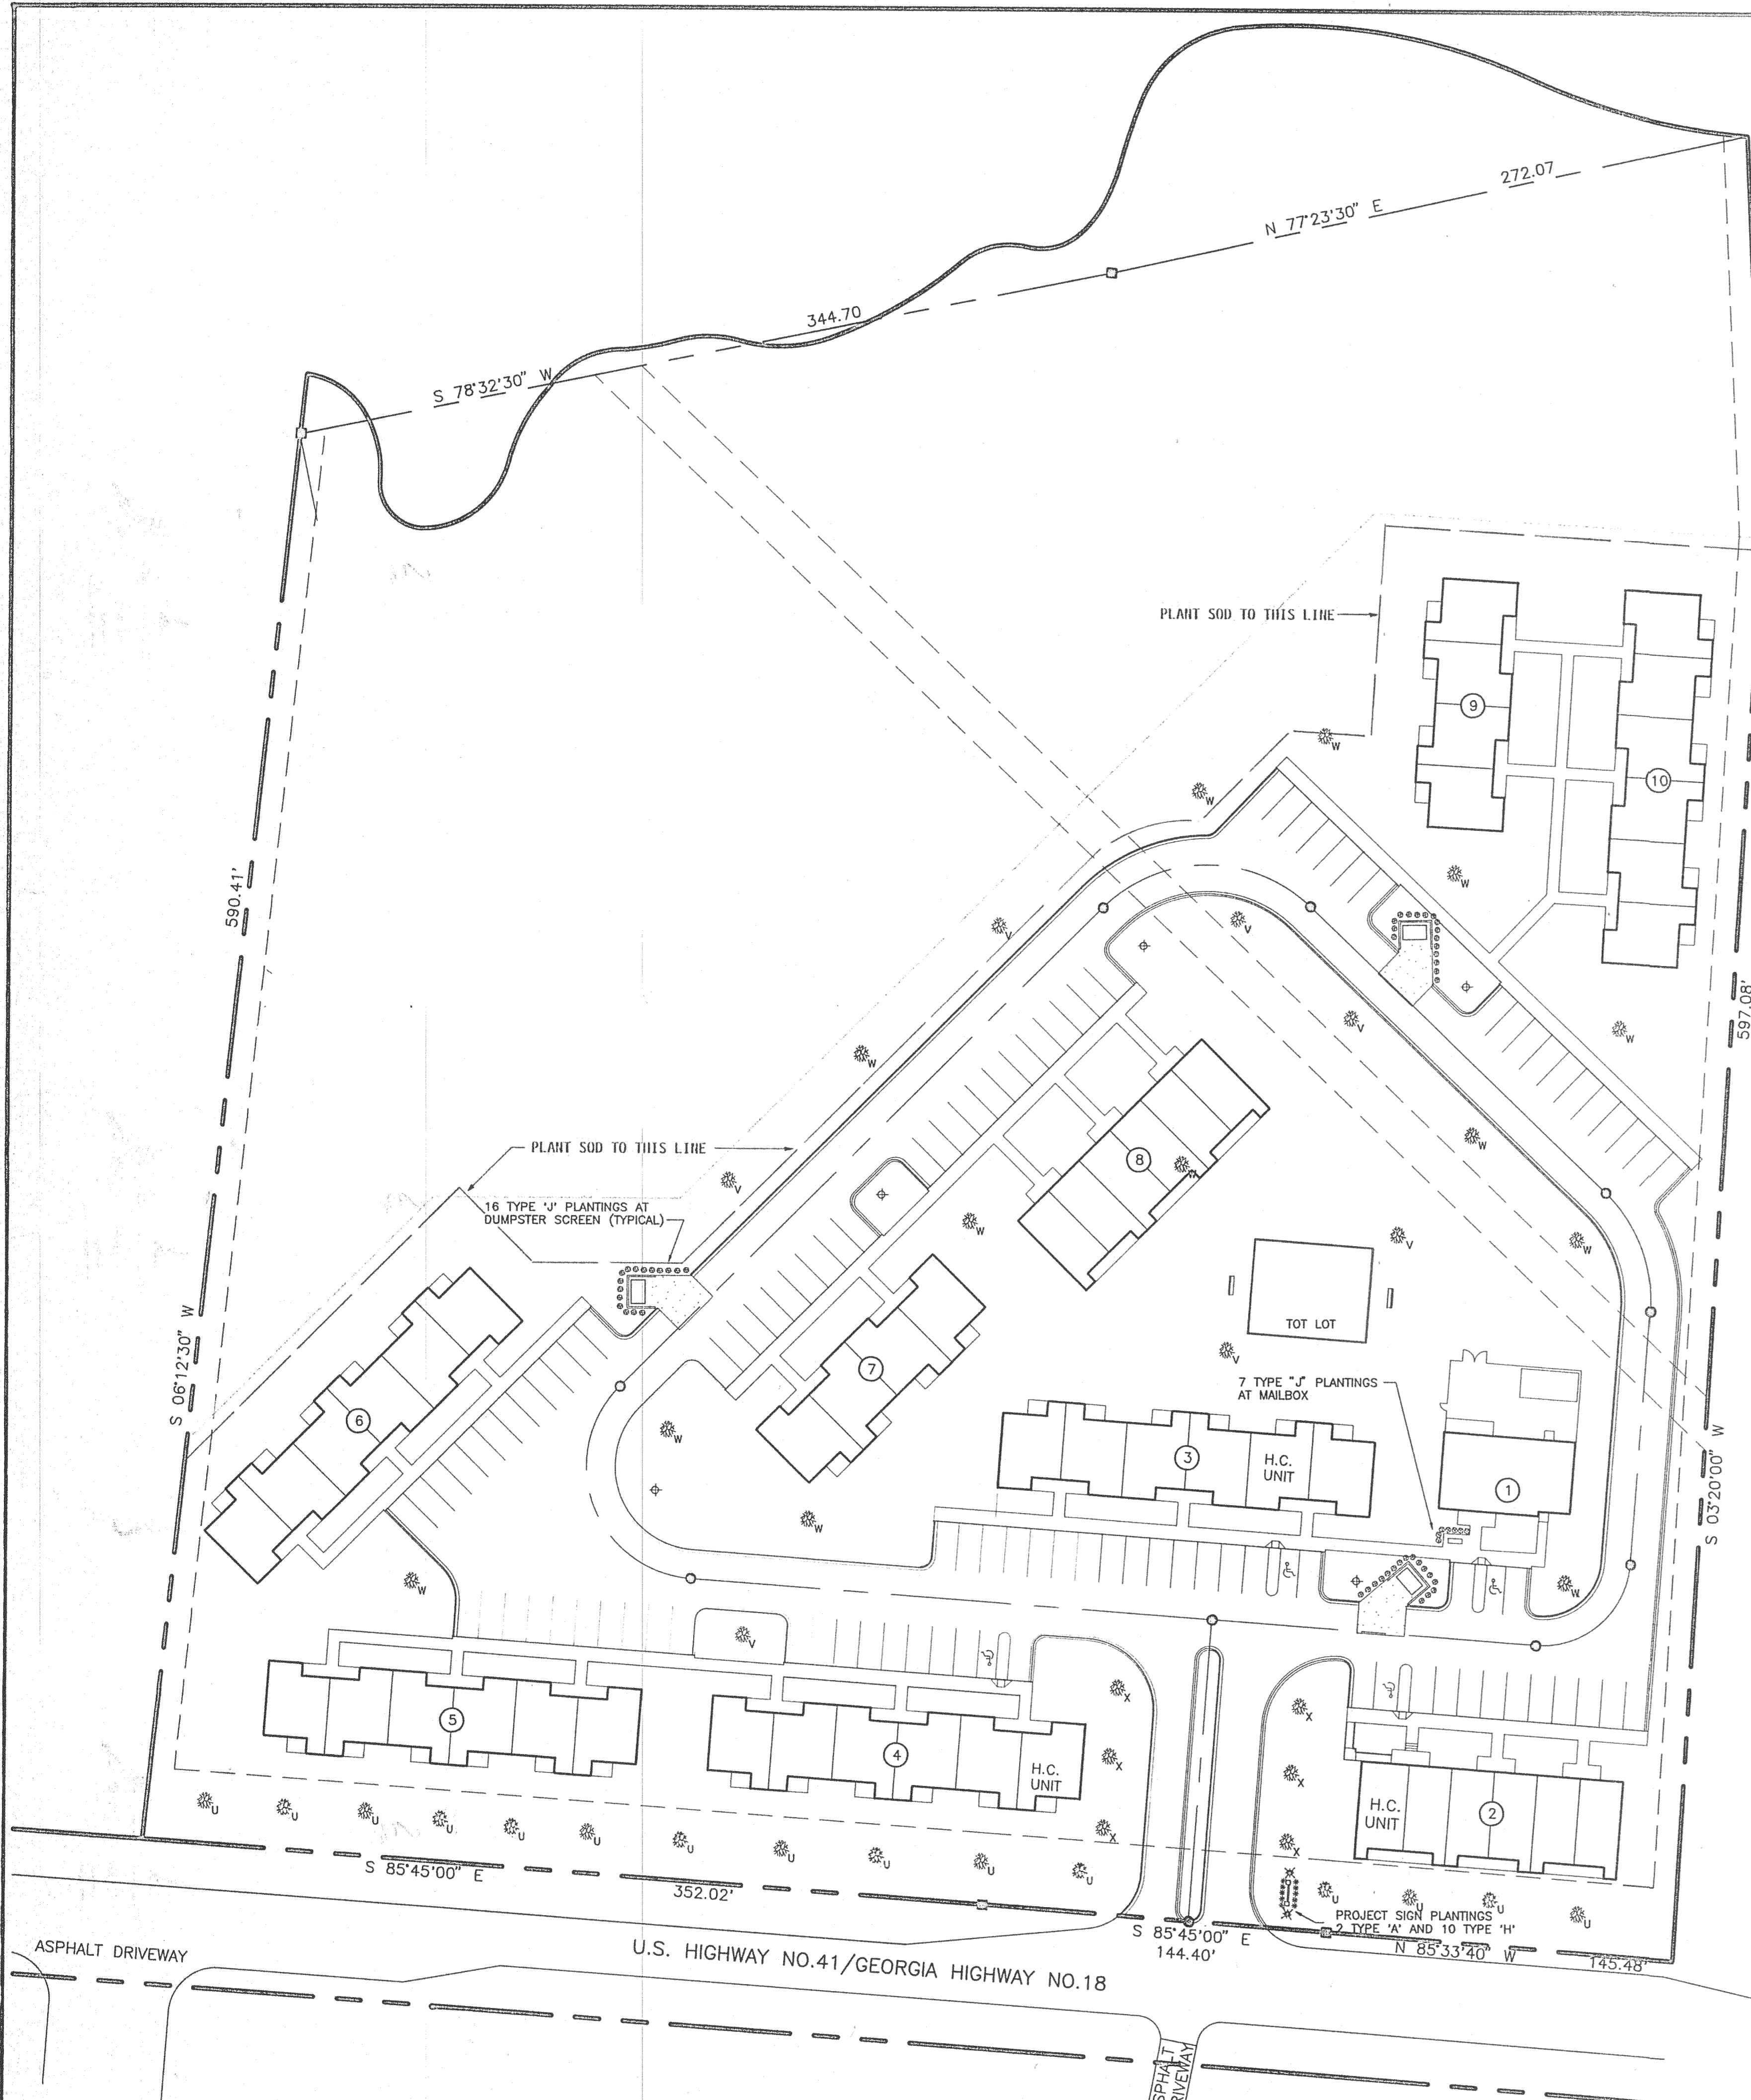 272.07
N 77°23'30" E
344.70
S 78°32'30" W
PLANT SOD TO THIS LINE
9
10
590.41'
W
W
W
V
V
V
W
597.08'
W
W
8
PLANT SOD TO THIS LINE
V
16 TYPE 'J' PLANTINGS AT
DUMPSTER SCREEN (TYPICAL)
W
V
W
S 06°12'30" W
TOT LOT
V
7
7 TYPE "J" PLANTINGS
AT MAILBOX
6
W
3
H.C.
UNIT
1
S 03°20'00" W
W
W
W
V
X
X
5
4
H.C.
UNIT
X
X
H.C.
UNIT
2
U
U
U
U
U
U
U
U
U
U
U
X
X
U
U
U
U
S 85°45'00" E
352.02'
PROJECT SIGN PLANTINGS
2 TYPE 'A' AND 10 TYPE 'H'
S 85°45'00" E
144.40'
N 85°33'40" W
145.48'
ASPHALT DRIVEWAY
U.S. HIGHWAY NO.41/GEORGIA HIGHWAY NO.18